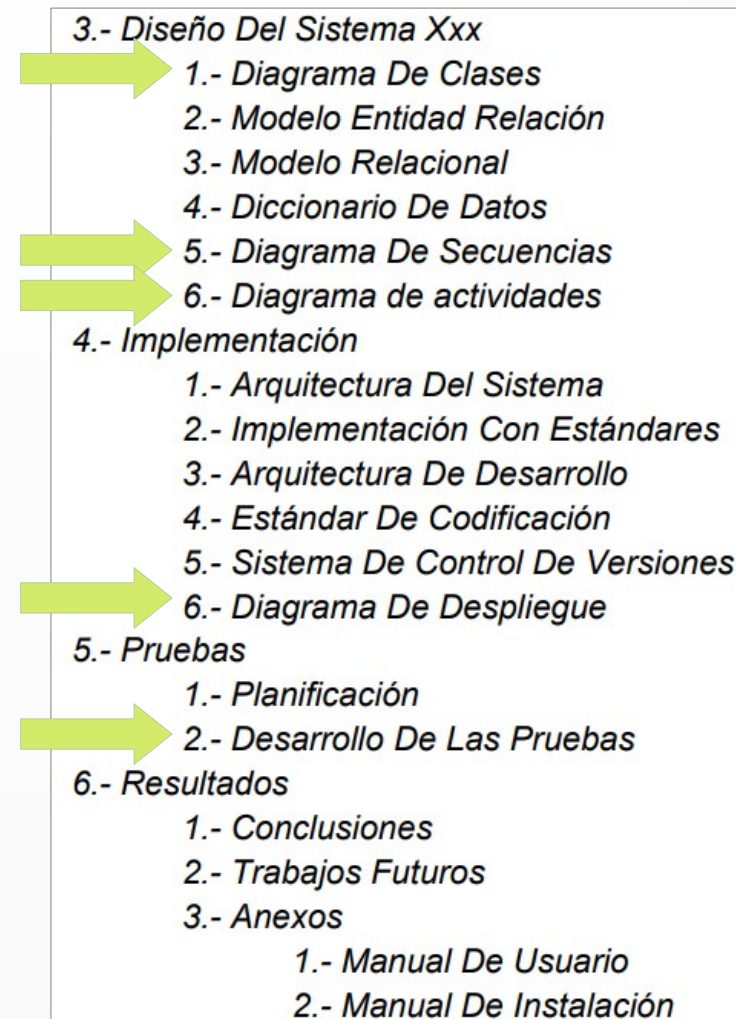 3.- Diseño Del Sistema Xxx
1.- Diagrama De Clases
2.- Modelo Entidad Relación
3.- Modelo Relacional
4.- Diccionario De Datos
5.- Diagrama De Secuencias
6.- Diagrama de actividades
4.- Implementación
1.- Arquitectura Del Sistema
2.- Implementación Con Estándares
3.- Arquitectura De Desarrollo
4.- Estándar De Codificación
5.- Sistema De Control De Versiones
6.- Diagrama De Despliegue
5.- Pruebas
1.- Planificación
2.- Desarrollo De Las Pruebas
6.- Resultados
1.- Conclusiones
2.- Trabajos Futuros
3.- Anexos
1.- Manual De Usuario
2.- Manual De Instalación